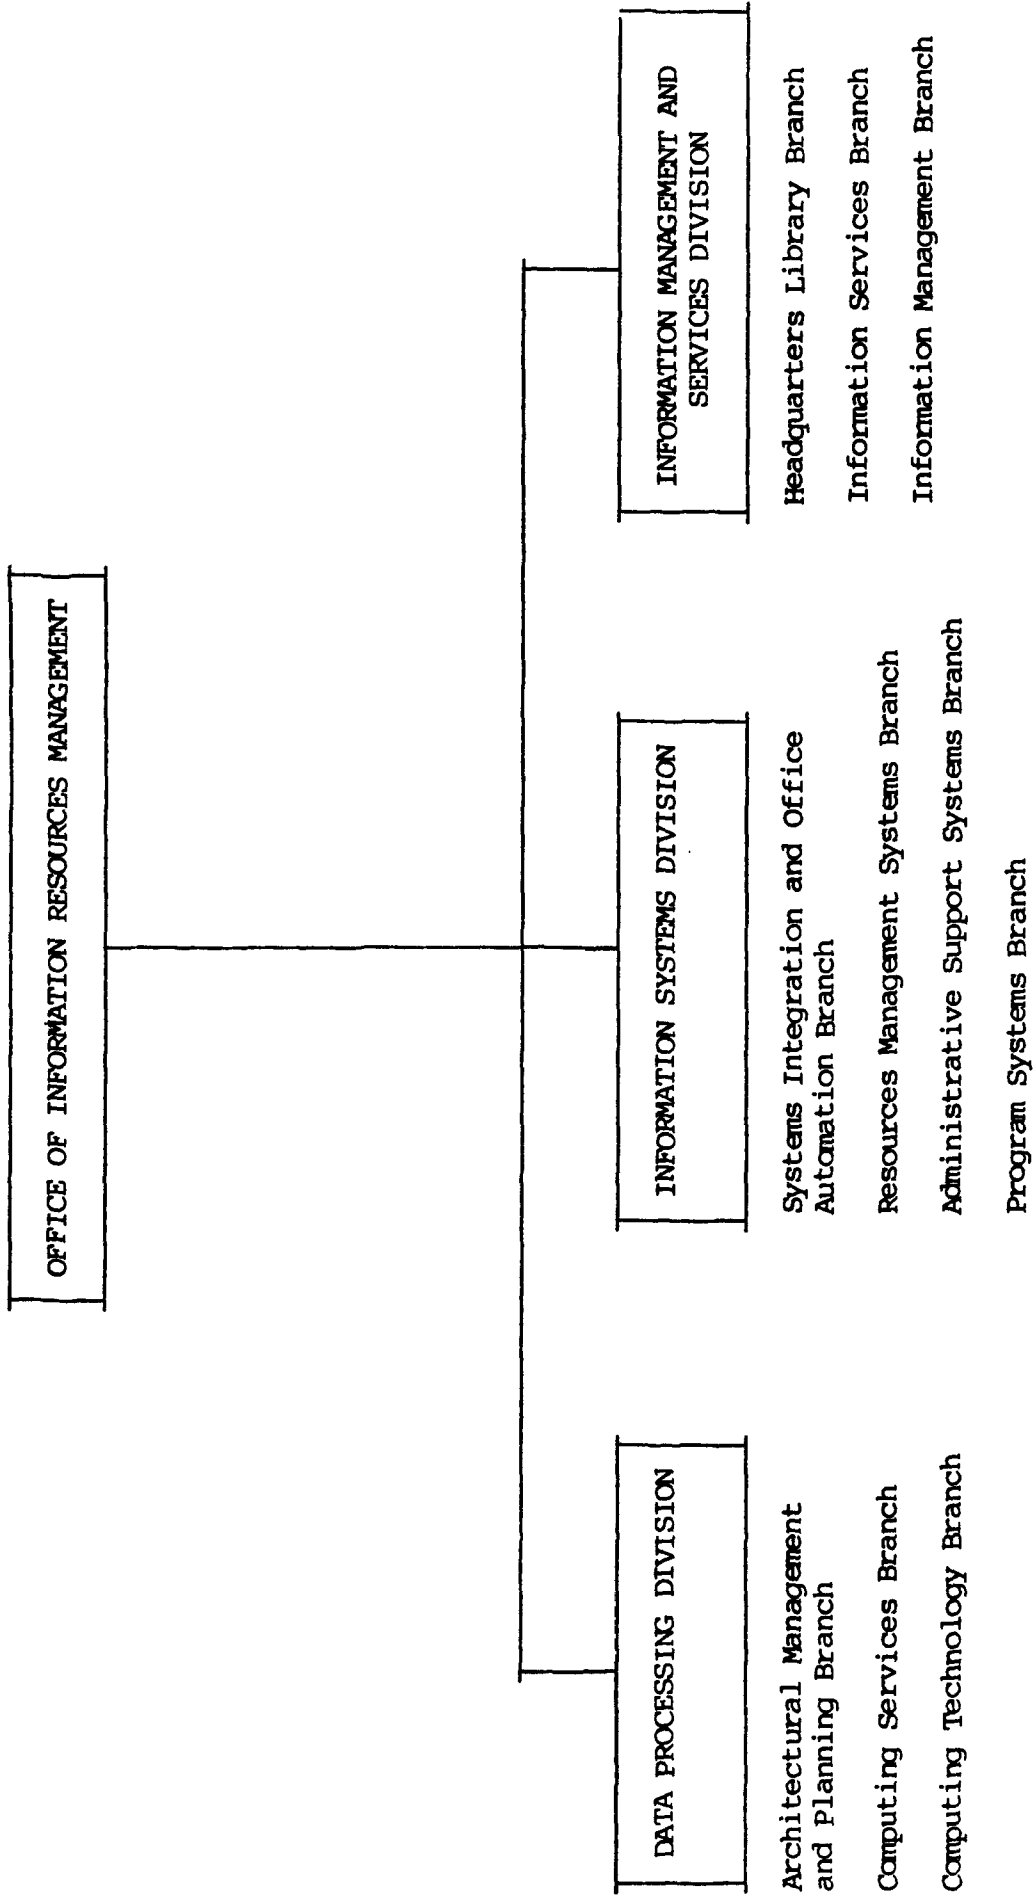 OFFICE OF INFORMATION RESOURCES MANAGEMENT
DATA PROCESSING DIVISION
Architectural Management
and Planning Branch
Computing Services Branch
Computing Technology Branch
INFORMATION SYSTEMS DIVISION
Systems Integration and Office
Automation Branch
Resources Management Systems Branch
Administrative Support Systems Branch
Program Systems Branch
INFORMATION MANAGEMENT AND
SERVICES DIVISION
Headquarters Library Branch
Information Services Branch
Information Management Branch